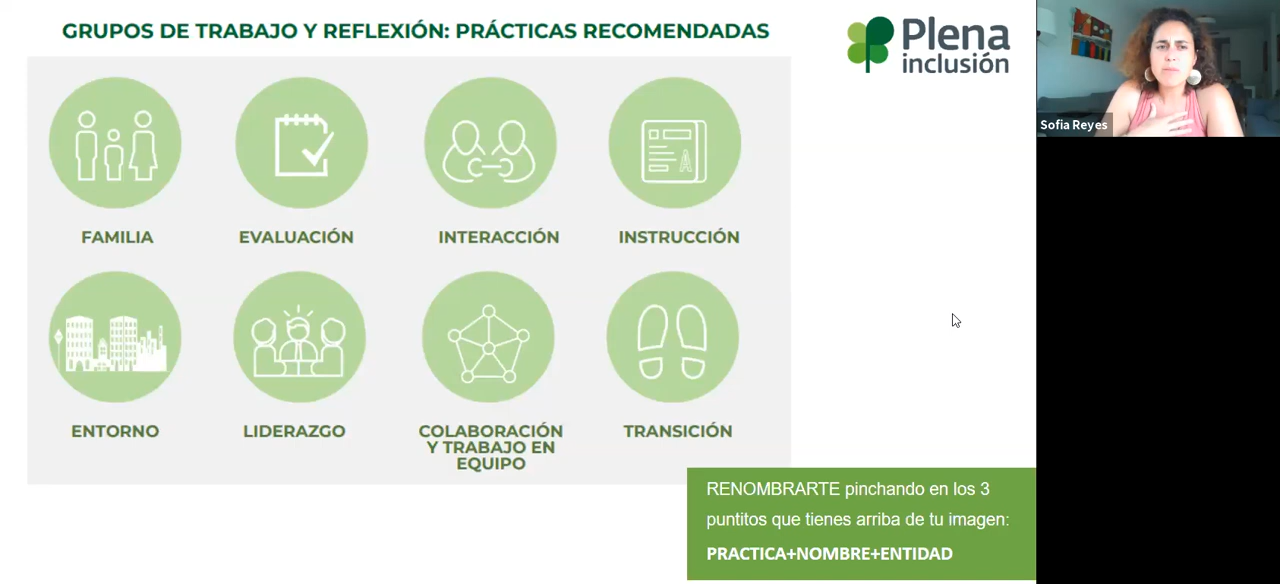 GRUPOS DE TRABAJO Y REFLEXIÓN: PRÁCTICAS RECOMENDADAS
Plena
inclusión
Sofia Reyes
A
FAMILIA
EVALUACIÓN
INTERACCIÓN
INSTRUCCIÓN
ENTORNO
LIDERAZGO
COLABORACIÓN
Y TRABAJO EN
EQUIPO
TRANSICIÓN
RENOMBRARTE pinchando en los 3
puntitos que tienes arriba de tu imagen:
PRACTICA+NOMBRE+ENTIDAD